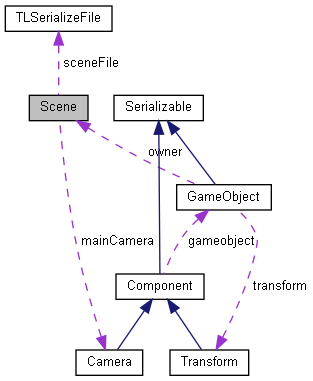 TLSerializeFile
sceneFile
Scene
Serializable
owner
GameObject
mainCamera
gameobject
transform
Component
Camera
Transform